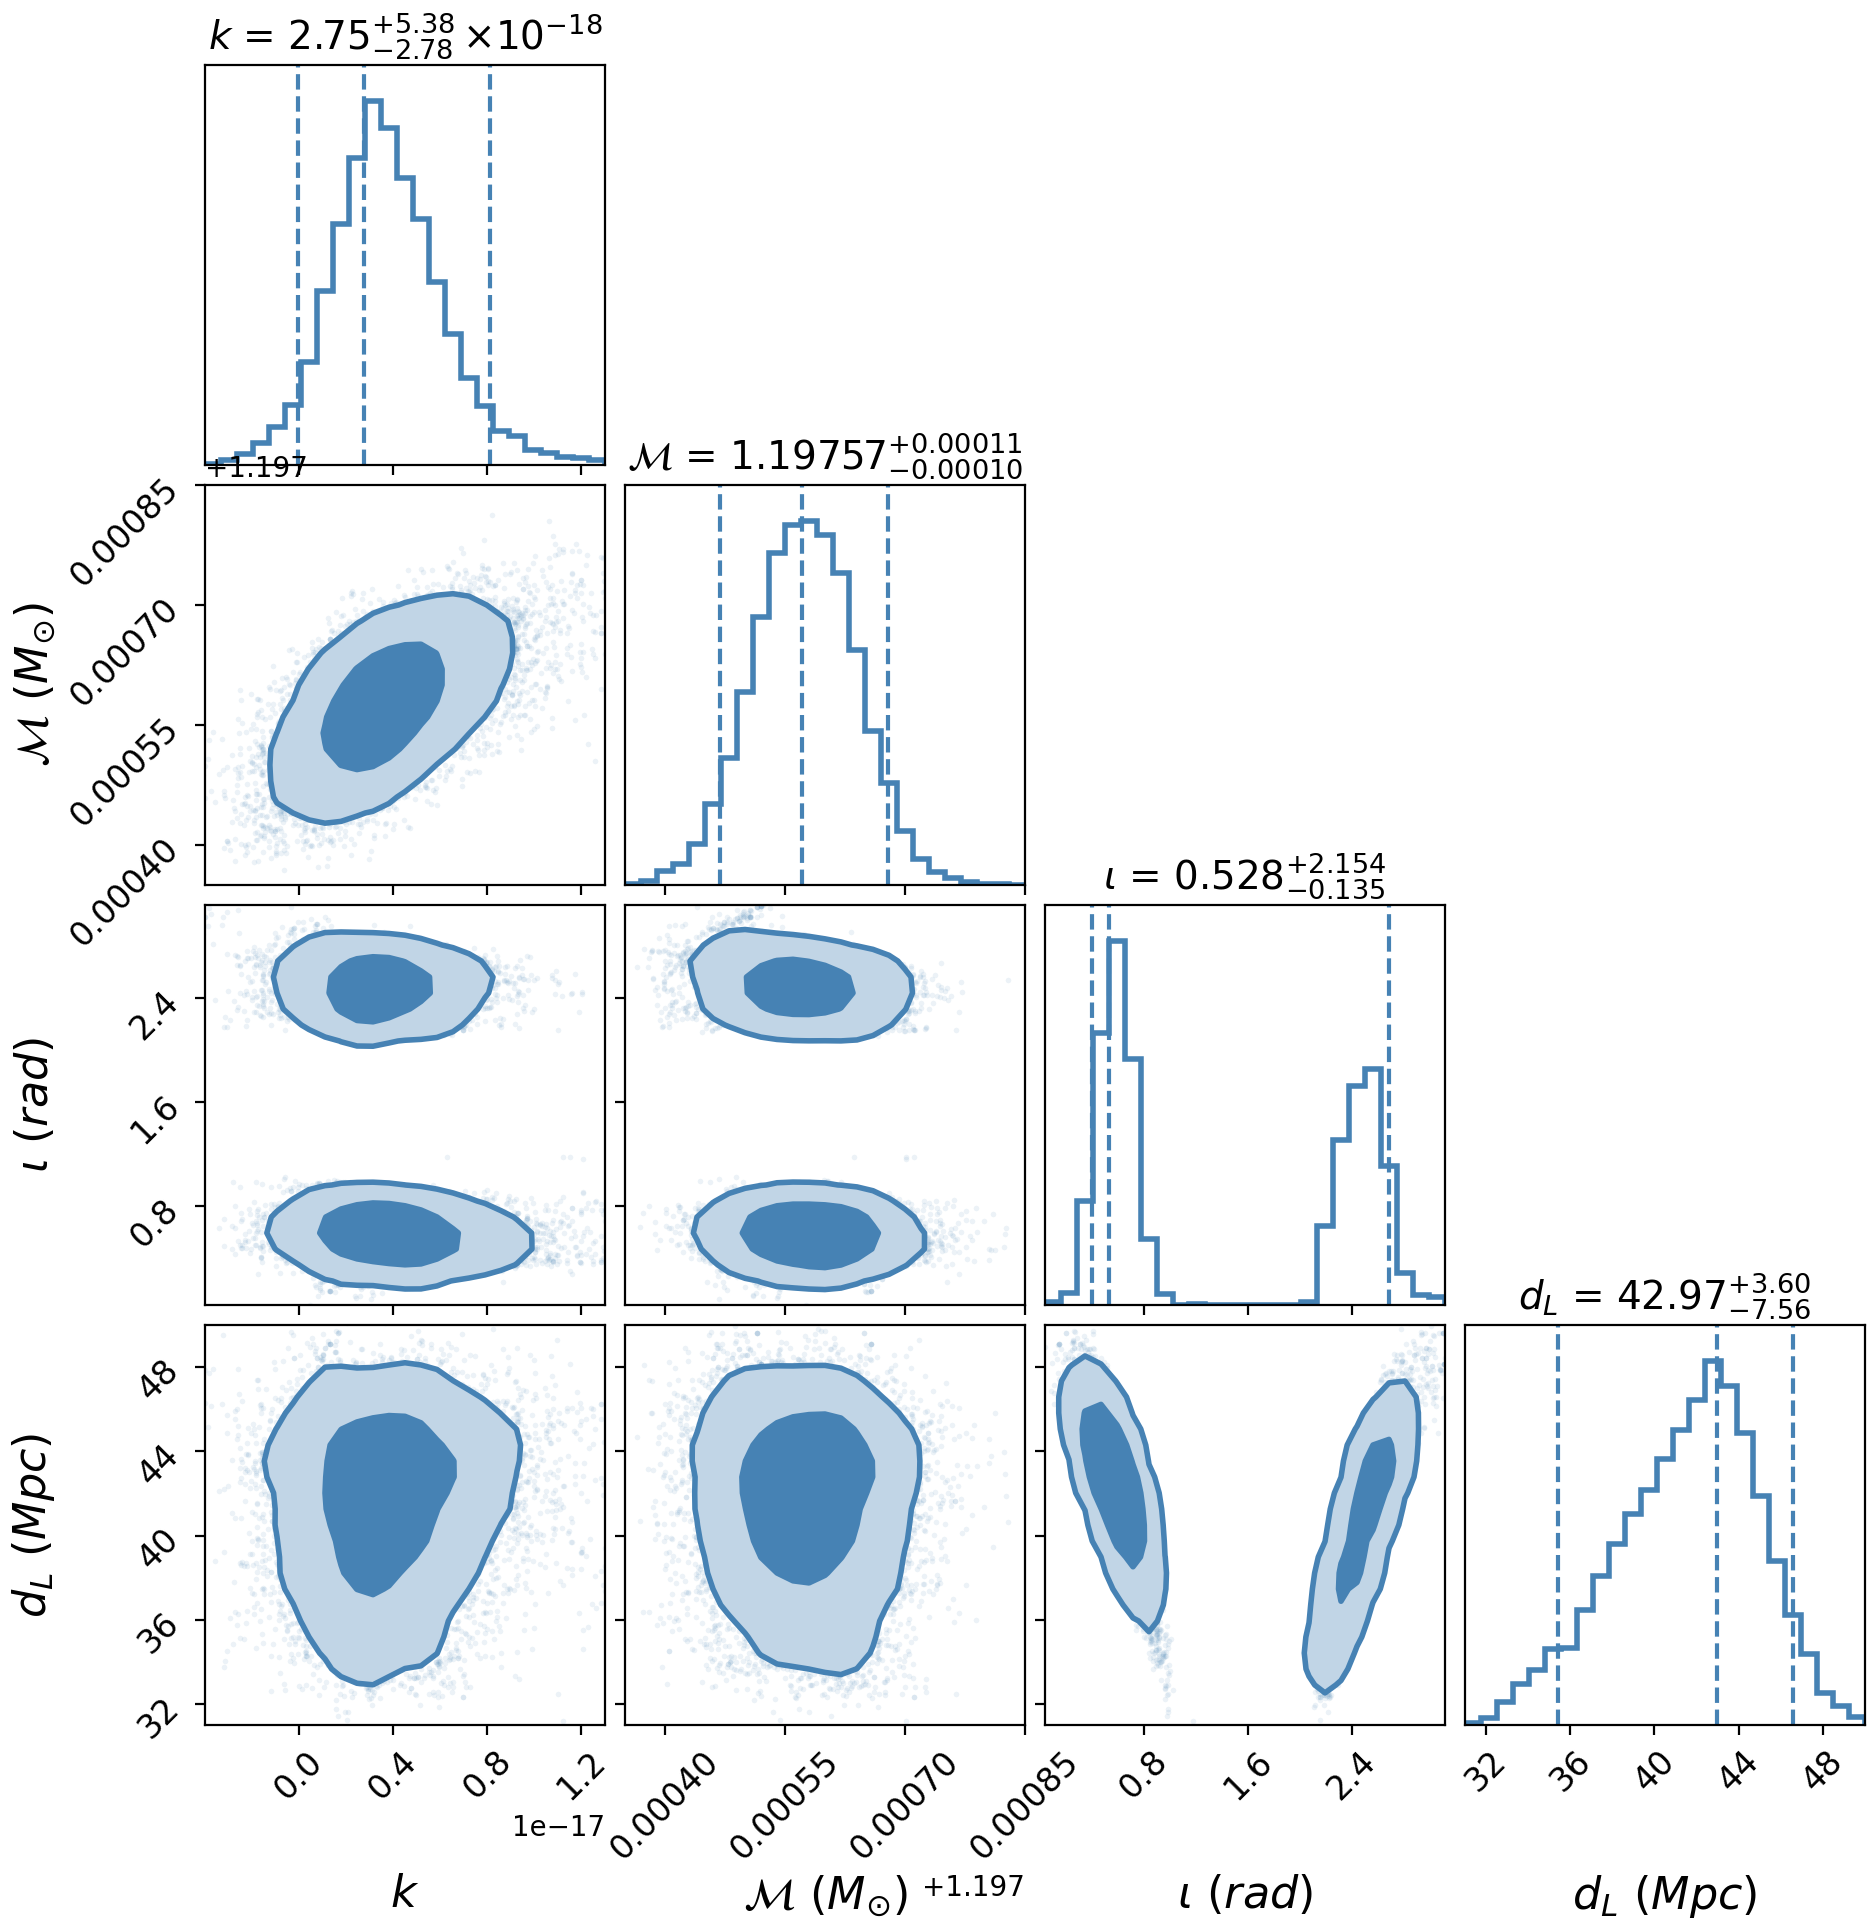 k = 2.75 +5.38 −2.78 ×10−18
+1.197
ℳ = 1.19757 +0.00011 −0.00010
ℳ (M⊙)
0.00085
0.00070
0.00055
0.00040
ι = 0.528 +2.154 −0.135
ι (rad)
2.4
1.6
0.8
dL = 42.97 +3.60 −7.56
dL (Mpc)
48
44
40
36
32
0.0 0.4 0.8 1.2
1e−17
k
0.00040 0.00055 0.00070 0.00085
ℳ (M⊙) +1.197
0.8 1.6 2.4
ι (rad)
32 36 40 44 48
dL (Mpc)